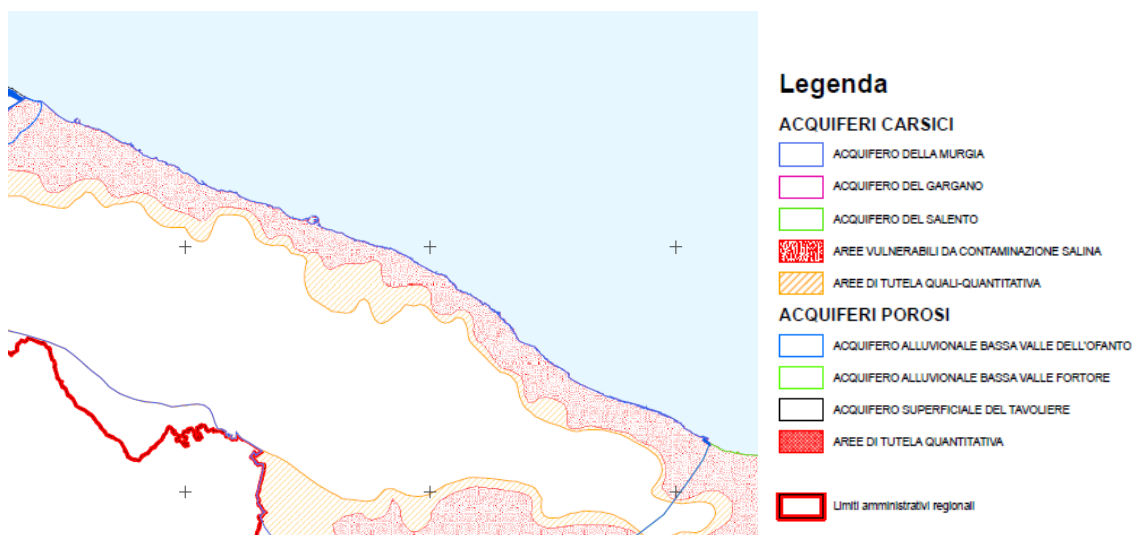 Legenda
ACQUIFERI CARSICI
ACQUIFERO DELLA MURGIA
ACQUIFERO DEL GARGANO
ACQUIFERO DEL SALENTO
AREE VULNERABILI DA CONTAMINAZIONE SALINA
AREE DI TUTELA QUALI-QUANTITATIVA
ACQUIFERI POROSI
ACQUIFERO ALLUVIONALE BASSA VALLE DELL'OFANTO
ACQUIFERO ALLUVIONALE BASSA VALLE FORTORE
ACQUIFERO SUPERFICIALE DEL TAVOLIERE
AREE DI TUTELA QUANTITATIVA
Limiti amministrativi regionali